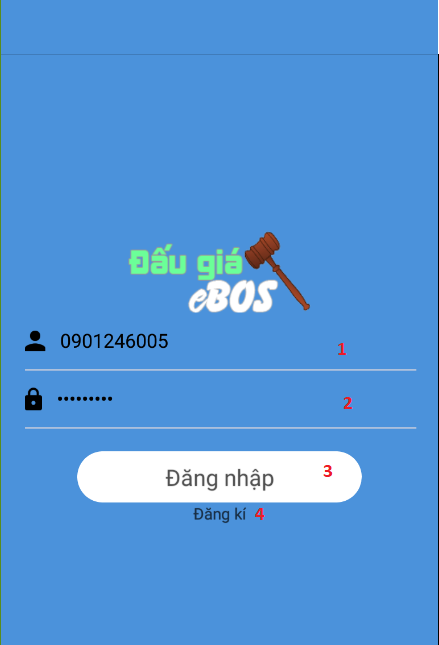 Đấu giá
eBOS
0901246005 1
••••••••• 2
Đăng nhập 3
Đăng kí 4